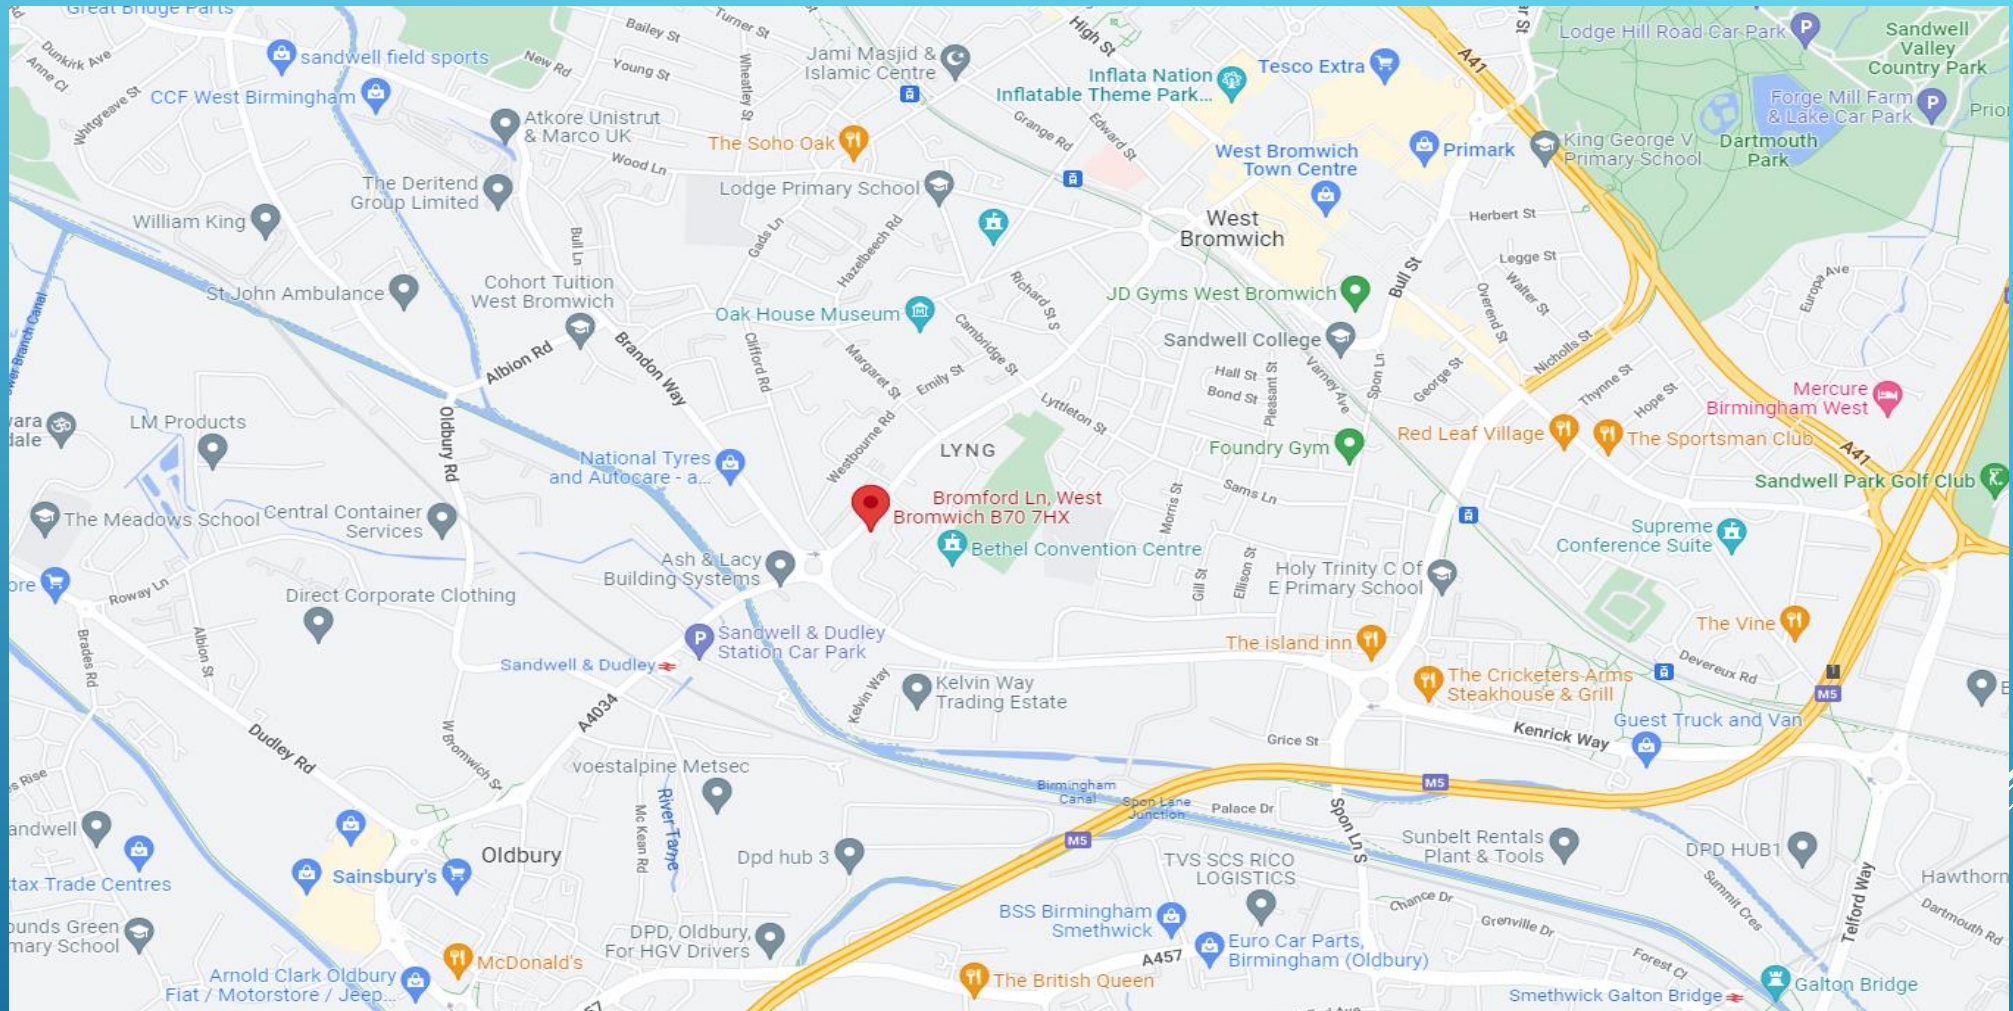 Great Bridge Parts
Dunkirk Ave
Anne Cl
Whitgreave St
sandwell field sports
CCF West Birmingham
New Rd
Bailey St
Turner St
Young St
Wheatley St
Jami Masjid &
Islamic Centre
High St
Inflata Nation
Inflatable Theme Park...
Tesco Extra
A41
Lodge Hill Road Car Park
P
Sandwell
Valley
Country Park
Forge Mill Farm
& Lake Car Park
P
Atkore Unistrut
& Marco UK
The Soho Oak
Grange Rd
Edward St
West Bromwich
Town Centre
Primark
King George V
Primary School
Dartmouth
Park
Wood Ln
The Deritend
Group Limited
Lodge Primary School
William King
Bull Ln
Gads Ln
Hazelbeech Rd
West
Bromwich
Herbert St
Legge St
Bull St
Walter St
Overend St
Europa Ave
St John Ambulance
Cohort Tuition
West Bromwich
Richard St S
JD Gyms West Bromwich
Oak House Museum
Cambridge St
Sandwell College
Nicholls St
Albion Rd
Brandon Way
Clifford Rd
Margaret St
Emily St
Hall St
Bond St
Pleasant St
Varney Ave
Spon Ln
George St
Thynne St
Hope St
Mercure
Birmingham West
Oldbury Rd
LM Products
Lyttleton St
Westbourne Rd
LYNG
Foundry Gym
Red Leaf Village
The Sportsman Club
A41
National Tyres
and Autocare - a...
Sandwell Park Golf Club
Sams Ln
Morris St
Bromford Ln, West
Bromwich B70 7HX
The Meadows School
Central Container
Services
Supreme
Conference Suite
Bethel Convention Centre
Ash & Lacy
Building Systems
Gill St
Ellison St
Holy Trinity C Of
E Primary School
Roway Ln
Direct Corporate Clothing
Brades Rd
Albion St
P
Sandwell & Dudley
Station Car Park
Sandwell & Dudley
The island inn
The Vine
Devereux Rd
1
M5
The Cricketers Arms
Steakhouse & Grill
Kelvin Way
Kelvin Way
Trading Estate
A4034
Guest Truck and Van
Kenrick Way
Grice St
Dudley Rd
W Bromwich St
voestalpine Metsec
River Tame
Mc Kean Rd
Birmingham
Canal
Spon Lane
Junction
M5
M5
Palace Dr
Spon Ln S
Sunbelt Rentals
Plant & Tools
DPD HUB1
Oldbury
Dpd hub 3
TVS SCS RICO
LOGISTICS
Sainsbury's
Summit Cres
Telford Way
Dartmouth Rd
Chance Dr
Grenville Dr
BSS Birmingham
Smethwick
DPD, Oldbury,
For HGV Drivers
Euro Car Parts,
Birmingham (Oldbury)
A457
Forest Cl
McDonald's
Arnold Clark Oldbury
Fiat / Motorstore / Jeep...
The British Queen
Smethwick Galton Bridge
Galton Bridge